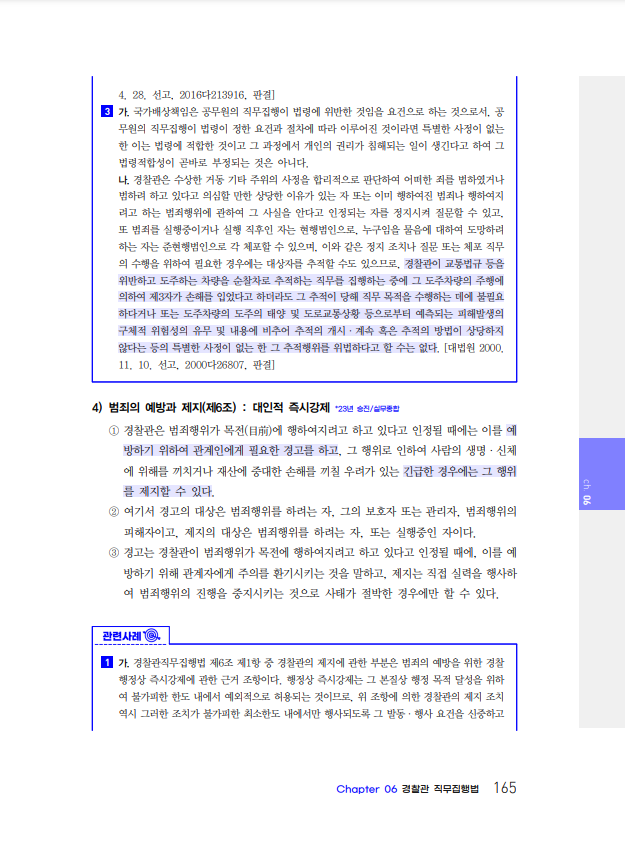 4. 28. 선고, 2016다213916, 판결]
3 가. 국가배상책임은 공무원의 직무집행이 법령에 위반한 것임을 요건으로 하는 것으로서, 공
무원의 직무집행이 법령이 정한 요건과 절차에 따라 이루어진 것이라면 특별한 사정이 없는
한 이는 법령에 적합한 것이고 그 과정에서 개인의 권리가 침해되는 일이 생긴다고 하여 그
법령적합성이 곧바로 부정되는 것은 아니다.
나. 경찰관은 수상한 거동 기타 주위의 사정을 합리적으로 판단하여 어떠한 죄를 범하였거나
범하려 하고 있다고 의심할 만한 상당한 이유가 있는 자 또는 이미 행하여진 범죄나 행하여지
려고 하는 범죄행위에 관하여 그 사실을 안다고 인정되는 자를 정지시켜 질문할 수 있고,
또 범죄를 실행중이거나 실행 직후인 자는 현행범인으로, 누구임을 물음에 대하여 도망하려
하는 자는 준현행범인으로 각 체포할 수 있으며, 이와 같은 정지 조치나 질문 또는 체포 직무
의 수행을 위하여 필요한 경우에는 대상자를 추적할 수도 있으므로, 경찰관이 교통법규 등을
위반하고 도주하는 차량을 순찰차로 추적하는 직무를 집행하는 중에 그 도주차량의 주행에
의하여 제3자가 손해를 입었다고 하더라도 그 추적이 당해 직무 목적을 수행하는 데에 불필요
하다거나 또는 도주차량의 도주의 태양 및 도로교통상황 등으로부터 예측되는 피해발생의
구체적 위험성의 유무 및 내용에 비추어 추적의 개시·계속 혹은 추적의 방법이 상당하지
않다는 등의 특별한 사정이 없는 한 그 추적행위를 위법하다고 할 수는 없다. [대법원 2000.
11. 10. 선고, 2000다26807, 판결]
4) 범죄의 예방과 제지(제6조) : 대인적 즉시강제 *23년 승진/실무종합
① 경찰관은 범죄행위가 목전(目前)에 행하여지려고 하고 있다고 인정될 때에는 이를 예
방하기 위하여 관계인에게 필요한 경고를 하고, 그 행위로 인하여 사람의 생명·신체
에 위해를 끼치거나 재산에 중대한 손해를 끼칠 우려가 있는 긴급한 경우에는 그 행위
를 제지할 수 있다.
② 여기서 경고의 대상은 범죄행위를 하려는 자, 그의 보호자 또는 관리자, 범죄행위의
피해자이고, 제지의 대상은 범죄행위를 하려는 자, 또는 실행중인 자이다.
③ 경고는 경찰관이 범죄행위가 목전에 행하여지려고 하고 있다고 인정될 때에, 이를 예
방하기 위해 관계자에게 주의를 환기시키는 것을 말하고, 제지는 직접 실력을 행사하
여 범죄행위의 진행을 중지시키는 것으로 사태가 절박한 경우에만 할 수 있다.
관련사례
1 가. 경찰관직무집행법 제6조 제1항 중 경찰관의 제지에 관한 부분은 범죄의 예방을 위한 경찰
행정상 즉시강제에 관한 근거 조항이다. 행정상 즉시강제는 그 본질상 행정 목적 달성을 위하
여 불가피한 한도 내에서 예외적으로 허용되는 것이므로, 위 조항에 의한 경찰관의 제지 조치
역시 그러한 조치가 불가피한 최소한도 내에서만 행사되도록 그 발동·행사 요건을 신중하고
ch 06
Chapter 06 경찰관 직무집행법 165